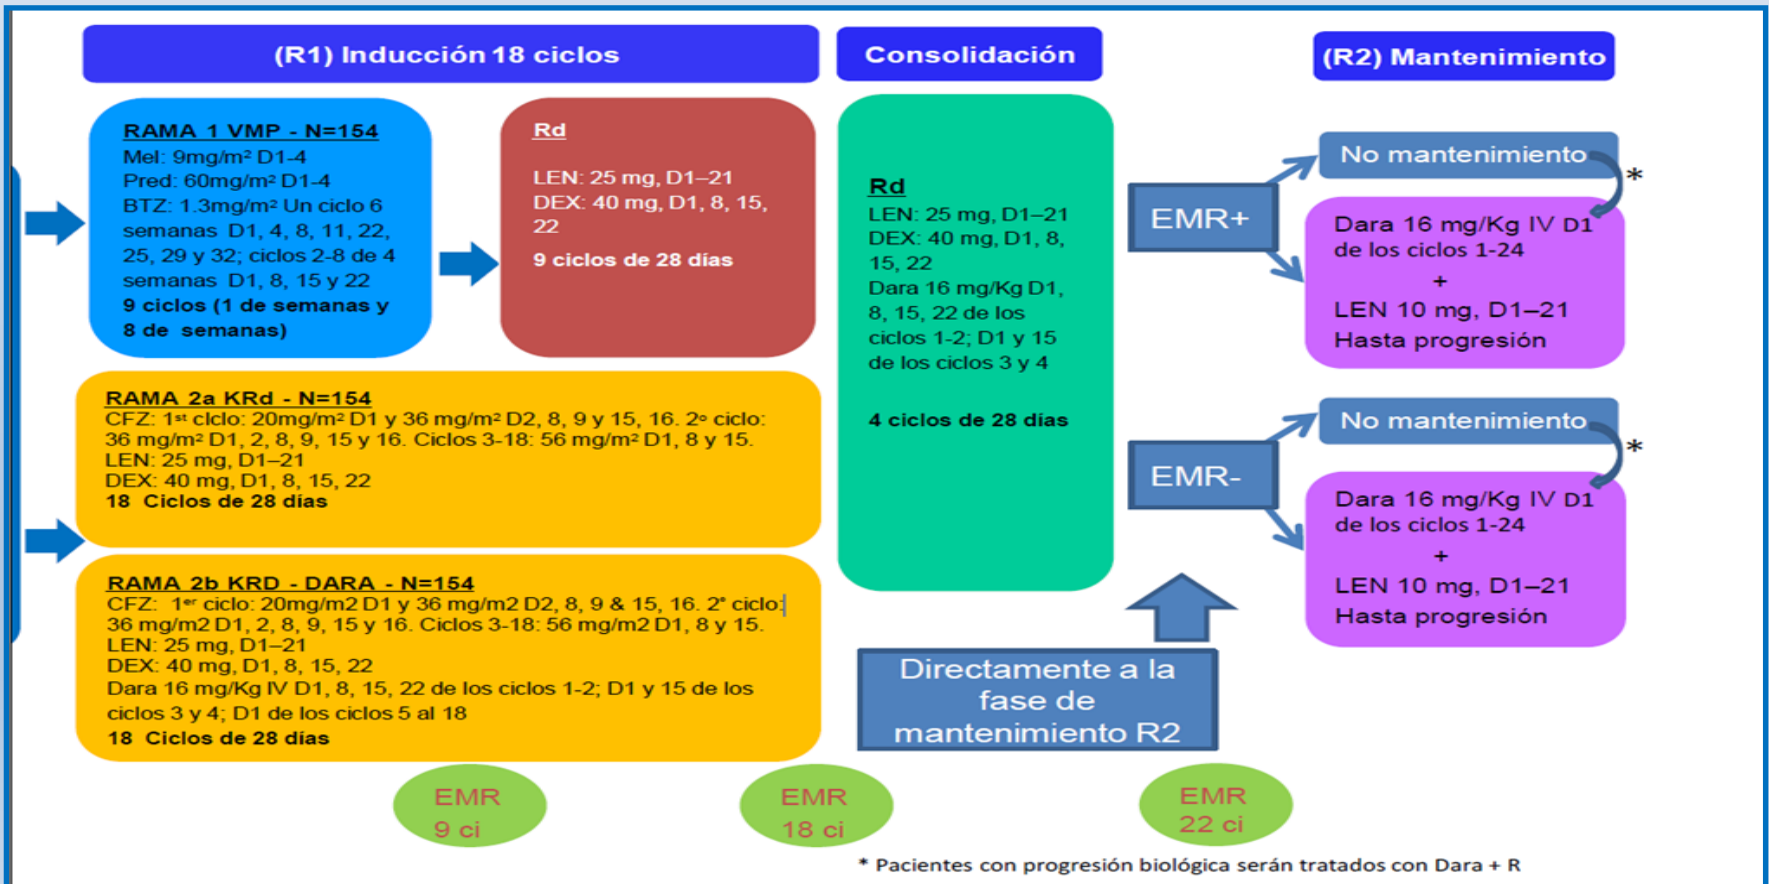 (R1) Inducción 18 ciclos
Consolidación
(R2) Mantenimiento
RAMA 1 VMP - N=154
Mel: 9mg/m² D1-4
Pred: 60mg/m² D1-4
BTZ: 1.3mg/m² Un ciclo 6
semanas D1, 4, 8, 11, 22,
25, 29 y 32; ciclos 2-8 de 4
semanas D1, 8, 15 y 22
9 ciclos (1 de semanas y
8 de semanas)
Rd
LEN: 25 mg, D1–21
DEX: 40 mg, D1, 8, 15,
22
9 ciclos de 28 días
RAMA 2a KRd - N=154
CFZ: 1st cIclo: 20mg/m² D1 y 36 mg/m² D2, 8, 9 y 15, 16. 2º ciclo:
36 mg/m² D1, 2, 8, 9, 15 y 16. Ciclos 3-18: 56 mg/m² D1, 8 y 15.
LEN: 25 mg, D1–21
DEX: 40 mg, D1, 8, 15, 22
18 Ciclos de 28 días
RAMA 2b KRD - DARA - N=154
CFZ: 1er ciclo: 20mg/m2 D1 y 36 mg/m2 D2, 8, 9 & 15, 16. 2° ciclo:
36 mg/m2 D1, 2, 8, 9, 15 y 16. Ciclos 3-18: 56 mg/m2 D1, 8 y 15.
LEN: 25 mg, D1–21
DEX: 40 mg, D1, 8, 15, 22
Dara 16 mg/Kg IV D1, 8, 15, 22 de los ciclos 1-2; D1 y 15 de los
ciclos 3 y 4; D1 de los ciclos 5 al 18
18 Ciclos de 28 días
Rd
LEN: 25 mg, D1–21
DEX: 40 mg, D1, 8,
15, 22
Dara 16 mg/Kg D1,
8, 15, 22 de los
ciclos 1-2; D1 y 15
de los ciclos 3 y 4
4 ciclos de 28 días
EMR+
No mantenimiento
*
Dara 16 mg/Kg IV D1
de los ciclos 1-24
+
LEN 10 mg, D1–21
Hasta progresión
EMR-
No mantenimiento
*
Dara 16 mg/Kg IV D1
de los ciclos 1-24
+
LEN 10 mg, D1–21
Hasta progresión
Directamente a la
fase de
mantenimiento R2
EMR
9 ci
EMR
18 ci
EMR
22 ci
* Pacientes con progresión biológica serán tratados con Dara + R